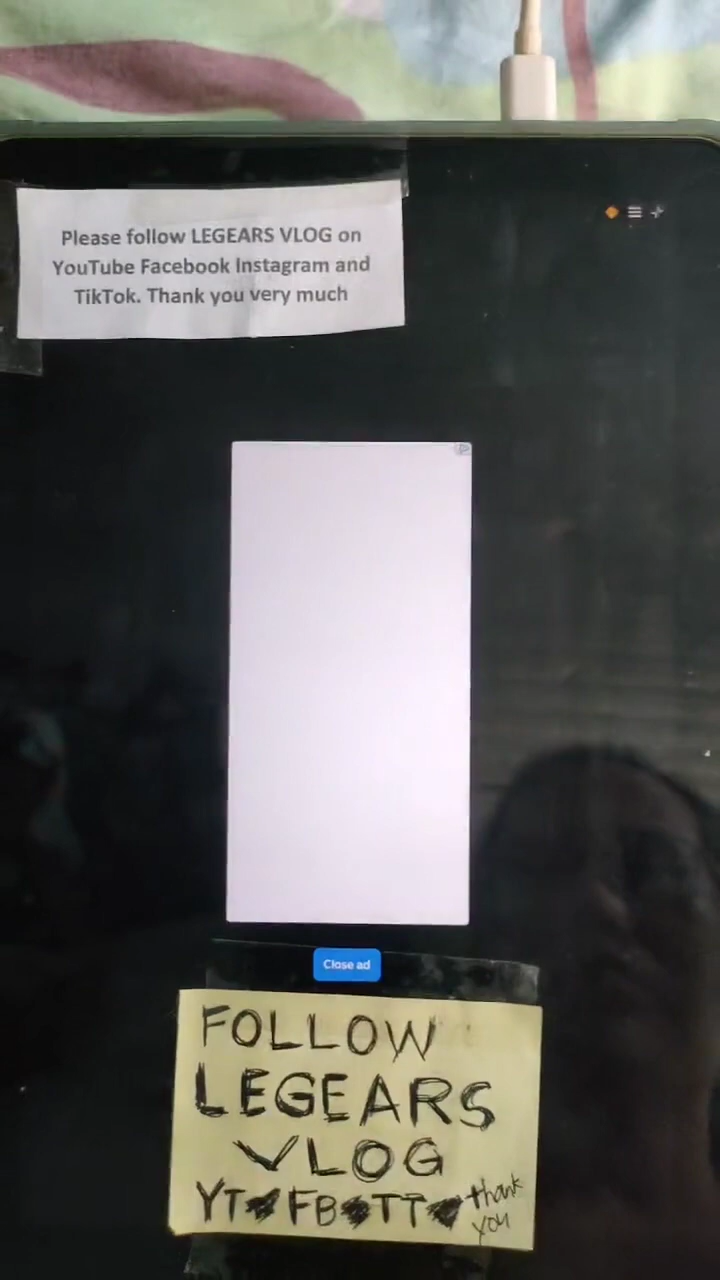 Please follow LEGEARS VLOG on
YouTube Facebook Instagram and
TikTok. Thank you very much
Close ad
FOLLOW
LEGEARS
VLOG
YT FB TT thank
you